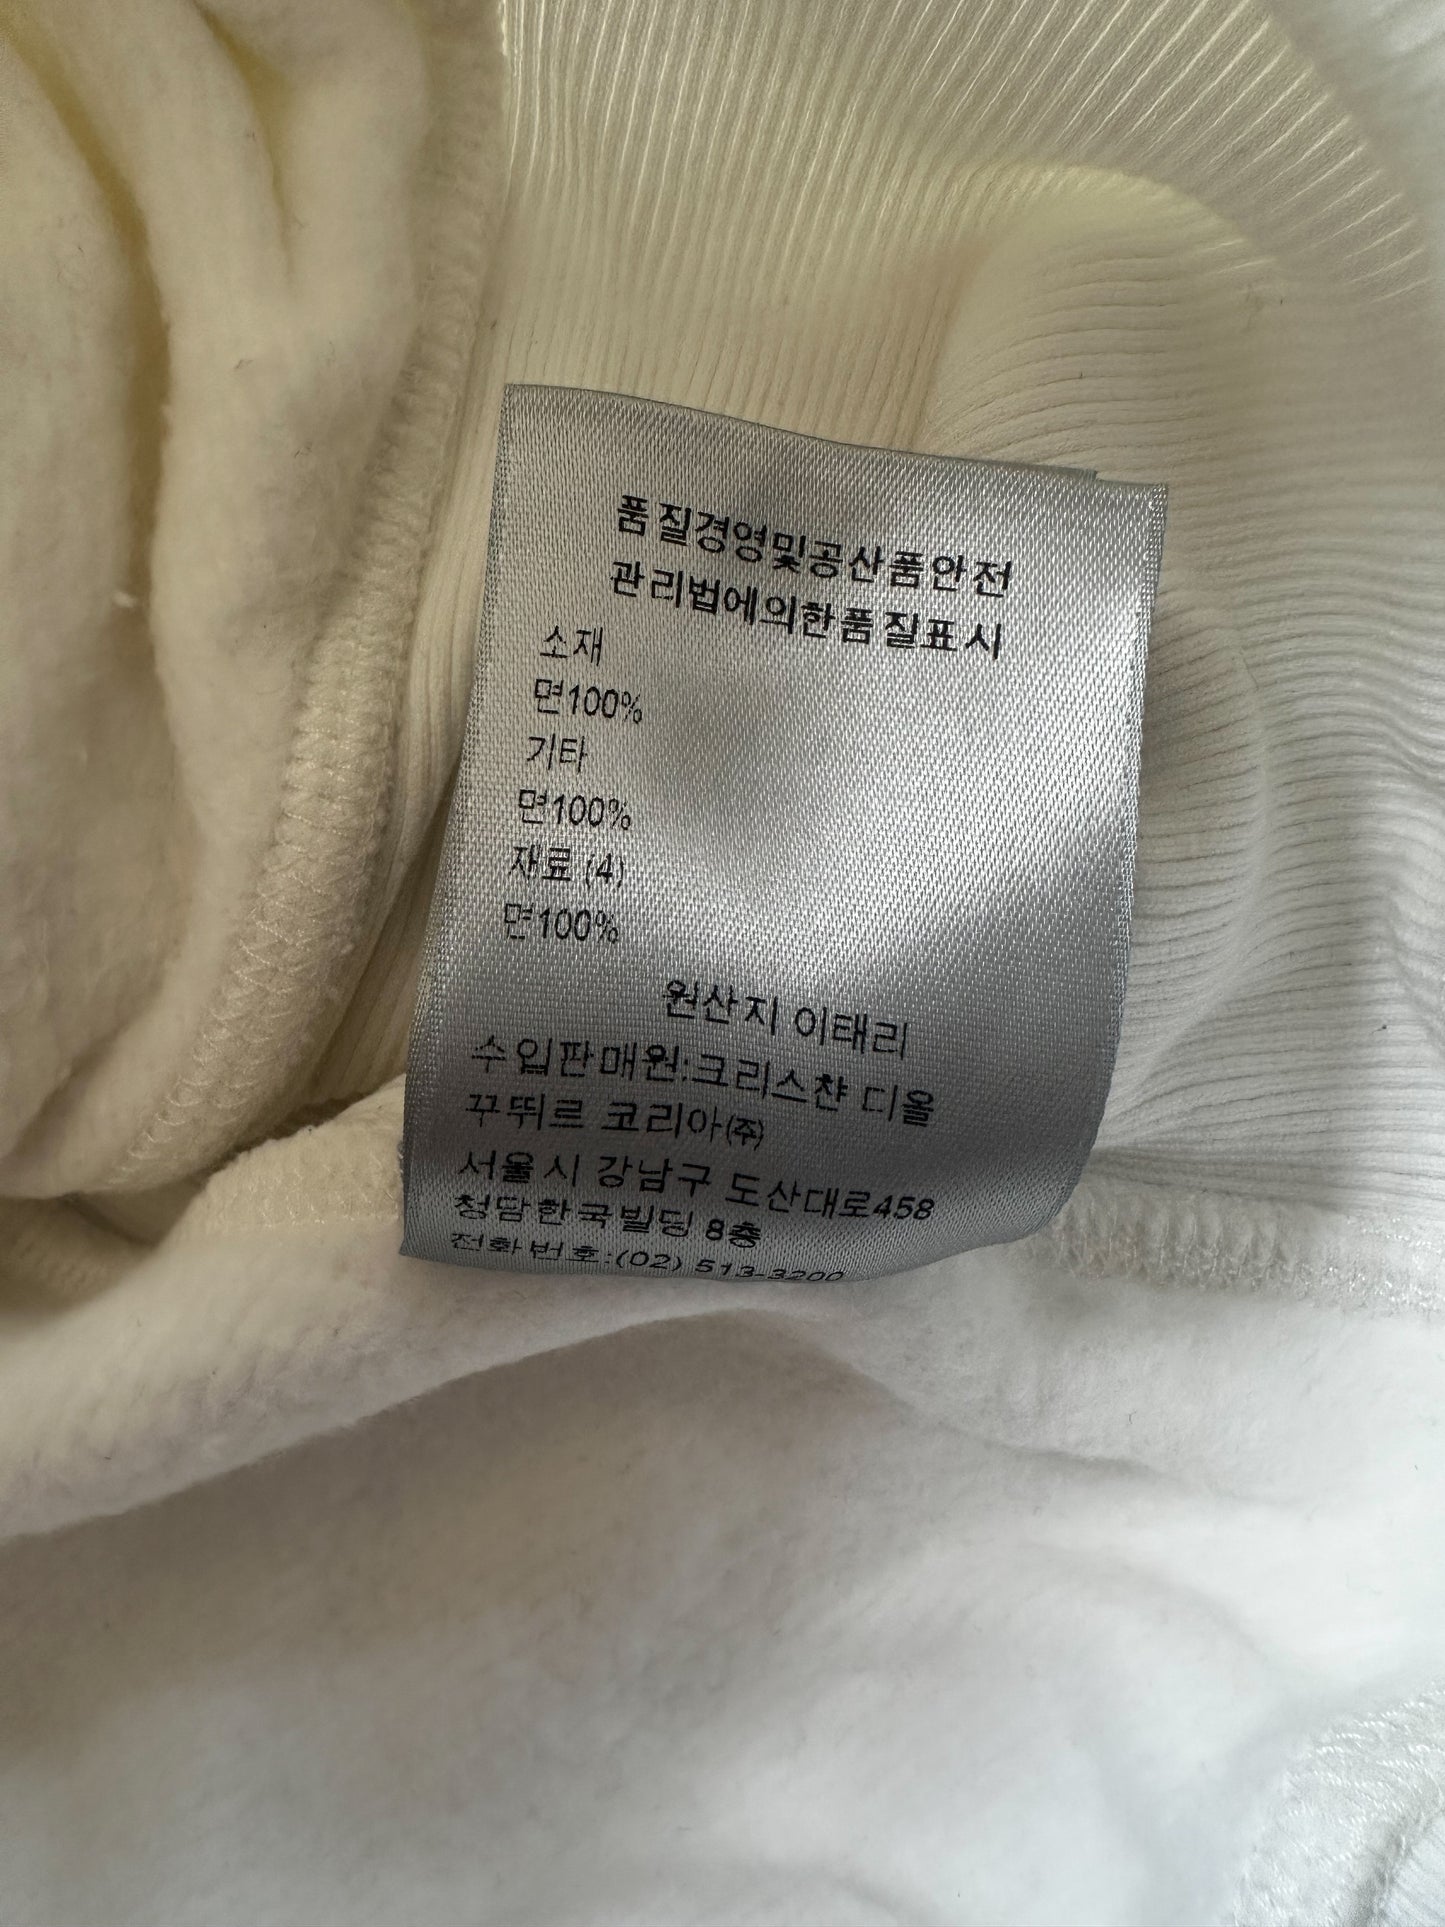 품질경영및공산품안전
관리법에의한품질표시
소재
면100%
기타
면100%
재료 (4)
면100%
원산지 이태리
수입판매원:크리스챤 디올
꾸뛰르 코리아(주)
서울시 강남구 도산대로458
청담한국빌딩 8층
전화번호:(02) 513-3200